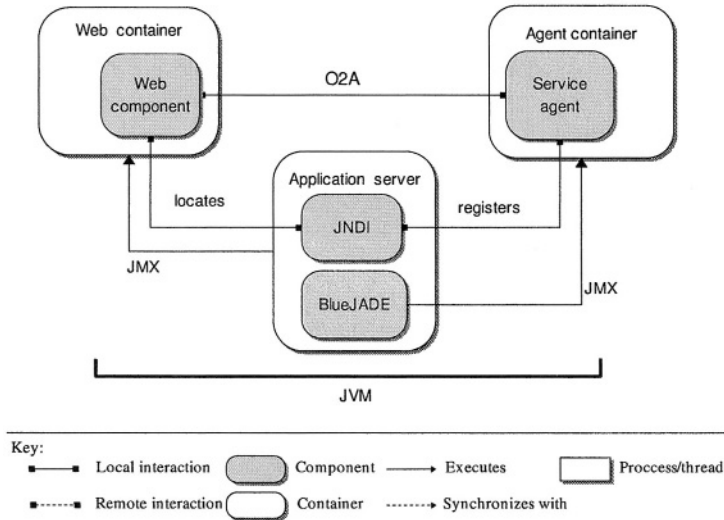 Web container
Agent container
Web
component
O2A
Service
agent
Application server
locates
JNDI
registers
JMX
BlueJADE
JMX
JVM
Key:
Local interaction
Component
Executes
Proccess/thread
Remote interaction
Container
Synchronizes with